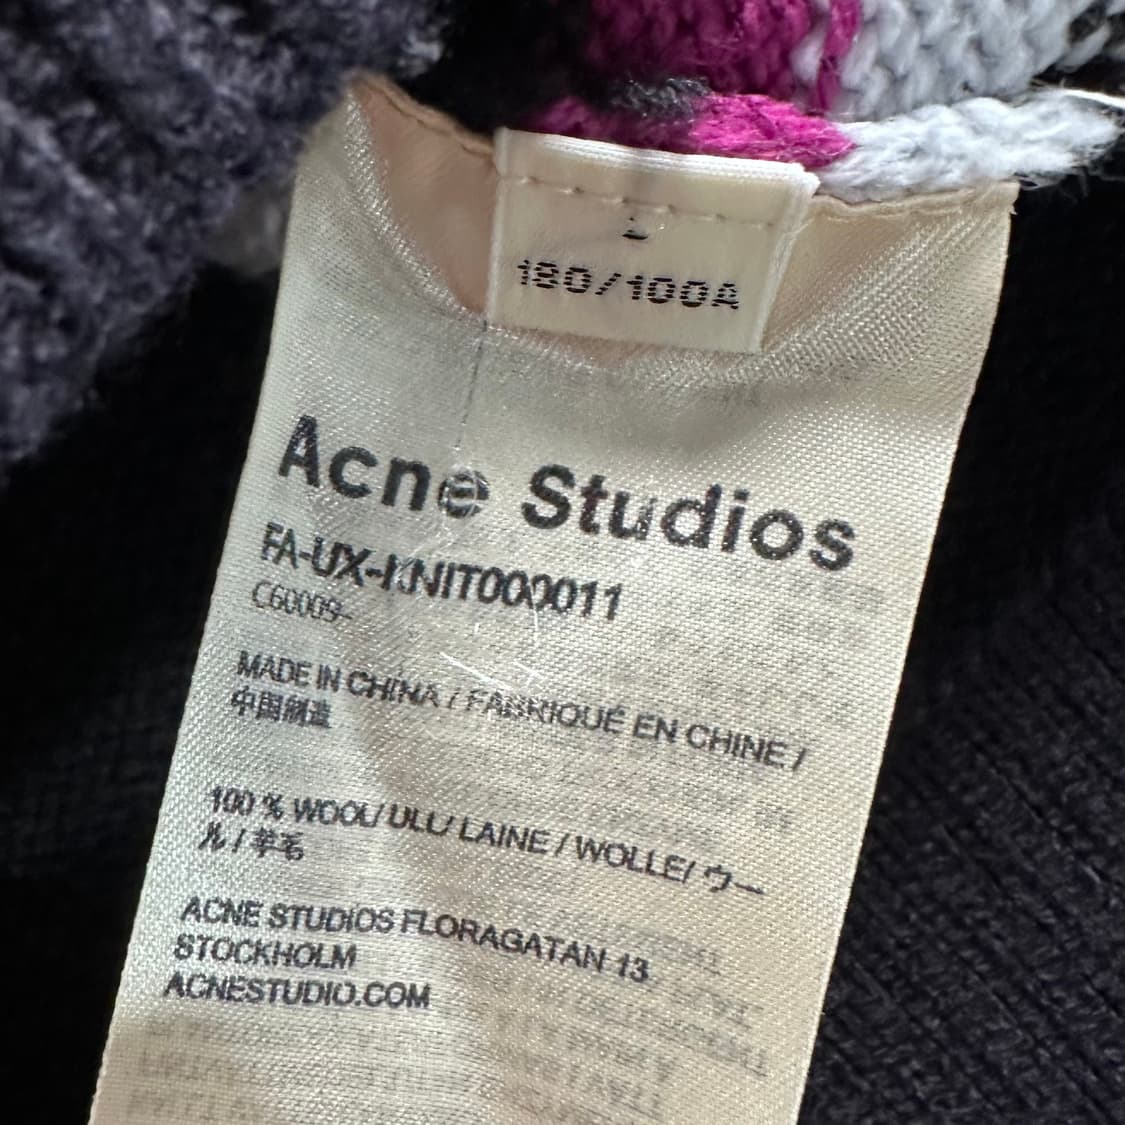 180/100A
Acne Studios
FA-UX-KNIT000011
C60009-
MADE IN CHINA / FABRIQUÉ EN CHINE /
中国制造
100 % WOOL/ ULL/ LAINE / WOLLE/ ウー
ル / 羊毛
ACNE STUDIOS FLORAGATAN 13
STOCKHOLM
ACNESTUDIO.COM